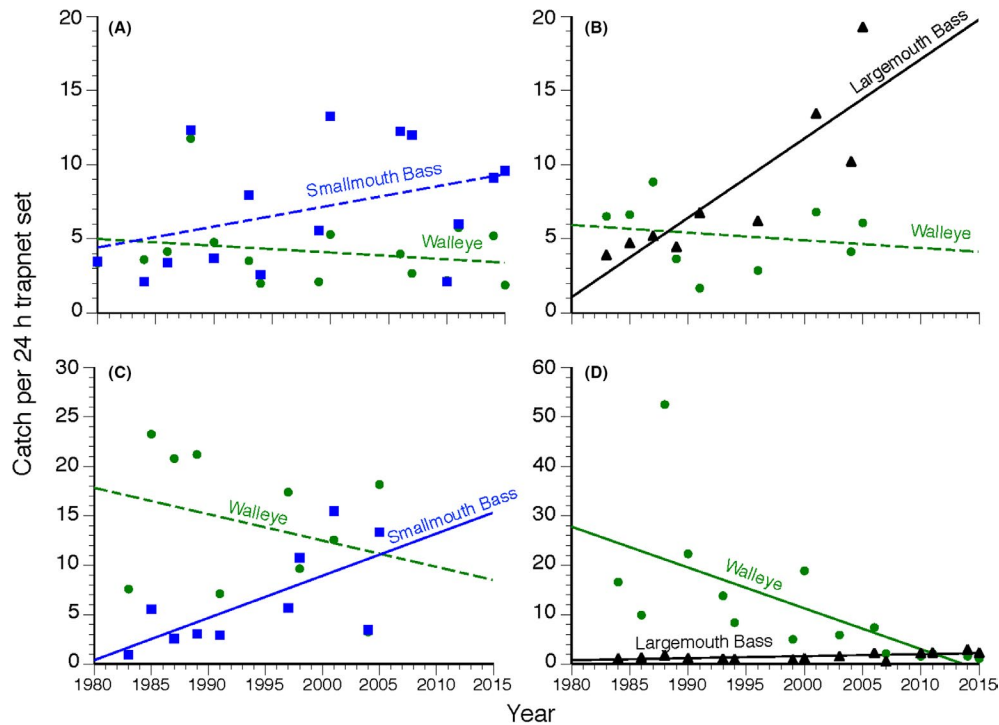 Catch per 24 h trapnet set
(A)
20
15
10
5
0
Smallmouth Bass
Walleye
(B)
20
15
10
5
0
Largemouth Bass
Walleye
(C)
30
25
20
15
10
5
0
Walleye
Smallmouth Bass
1980 1985 1990 1995 2000 2005 2010 2015
(D)
60
50
40
30
20
10
0
Walleye
Largemouth Bass
1980 1985 1990 1995 2000 2005 2010 2015
Year